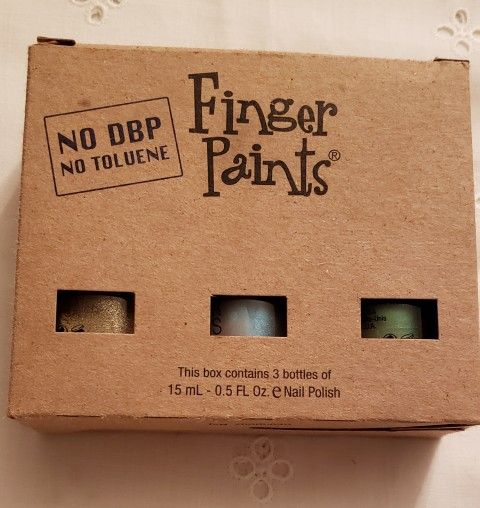 NO DBP
NO TOLUENE
Finger
Paints®
S
This box contains 3 bottles of
15 mL - 0.5 FL Oz. ℮ Nail Polish